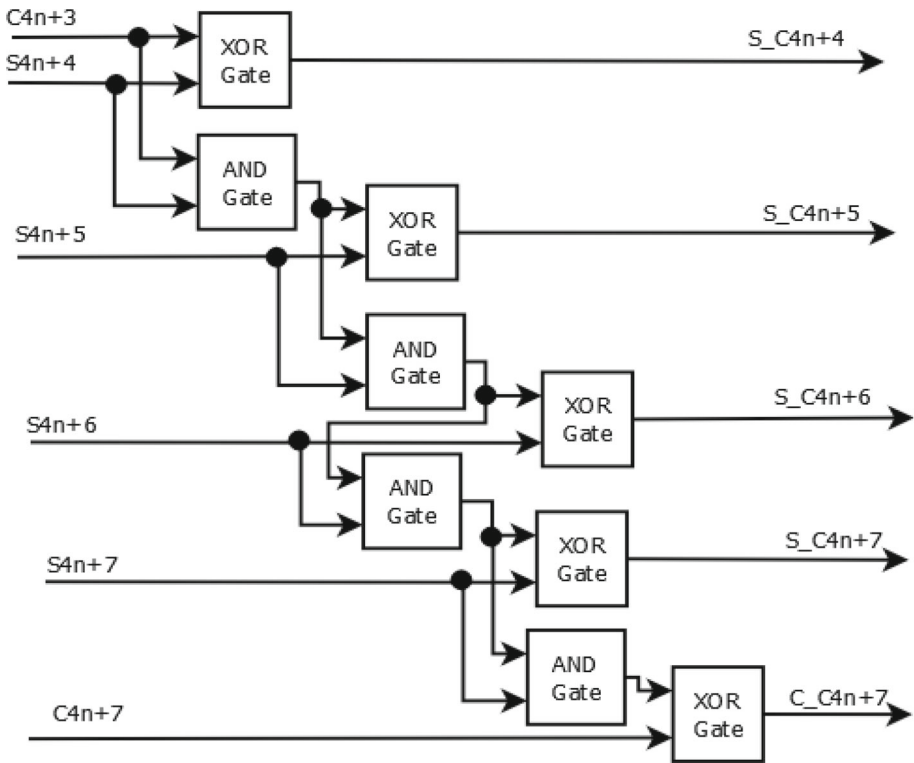 C4n+3
XOR
Gate
S_C4n+4
S4n+4
AND
Gate
XOR
Gate
S_C4n+5
S4n+5
AND
Gate
XOR
Gate
S_C4n+6
S4n+6
AND
Gate
XOR
Gate
S_C4n+7
S4n+7
AND
Gate
XOR
Gate
C_C4n+7
C4n+7